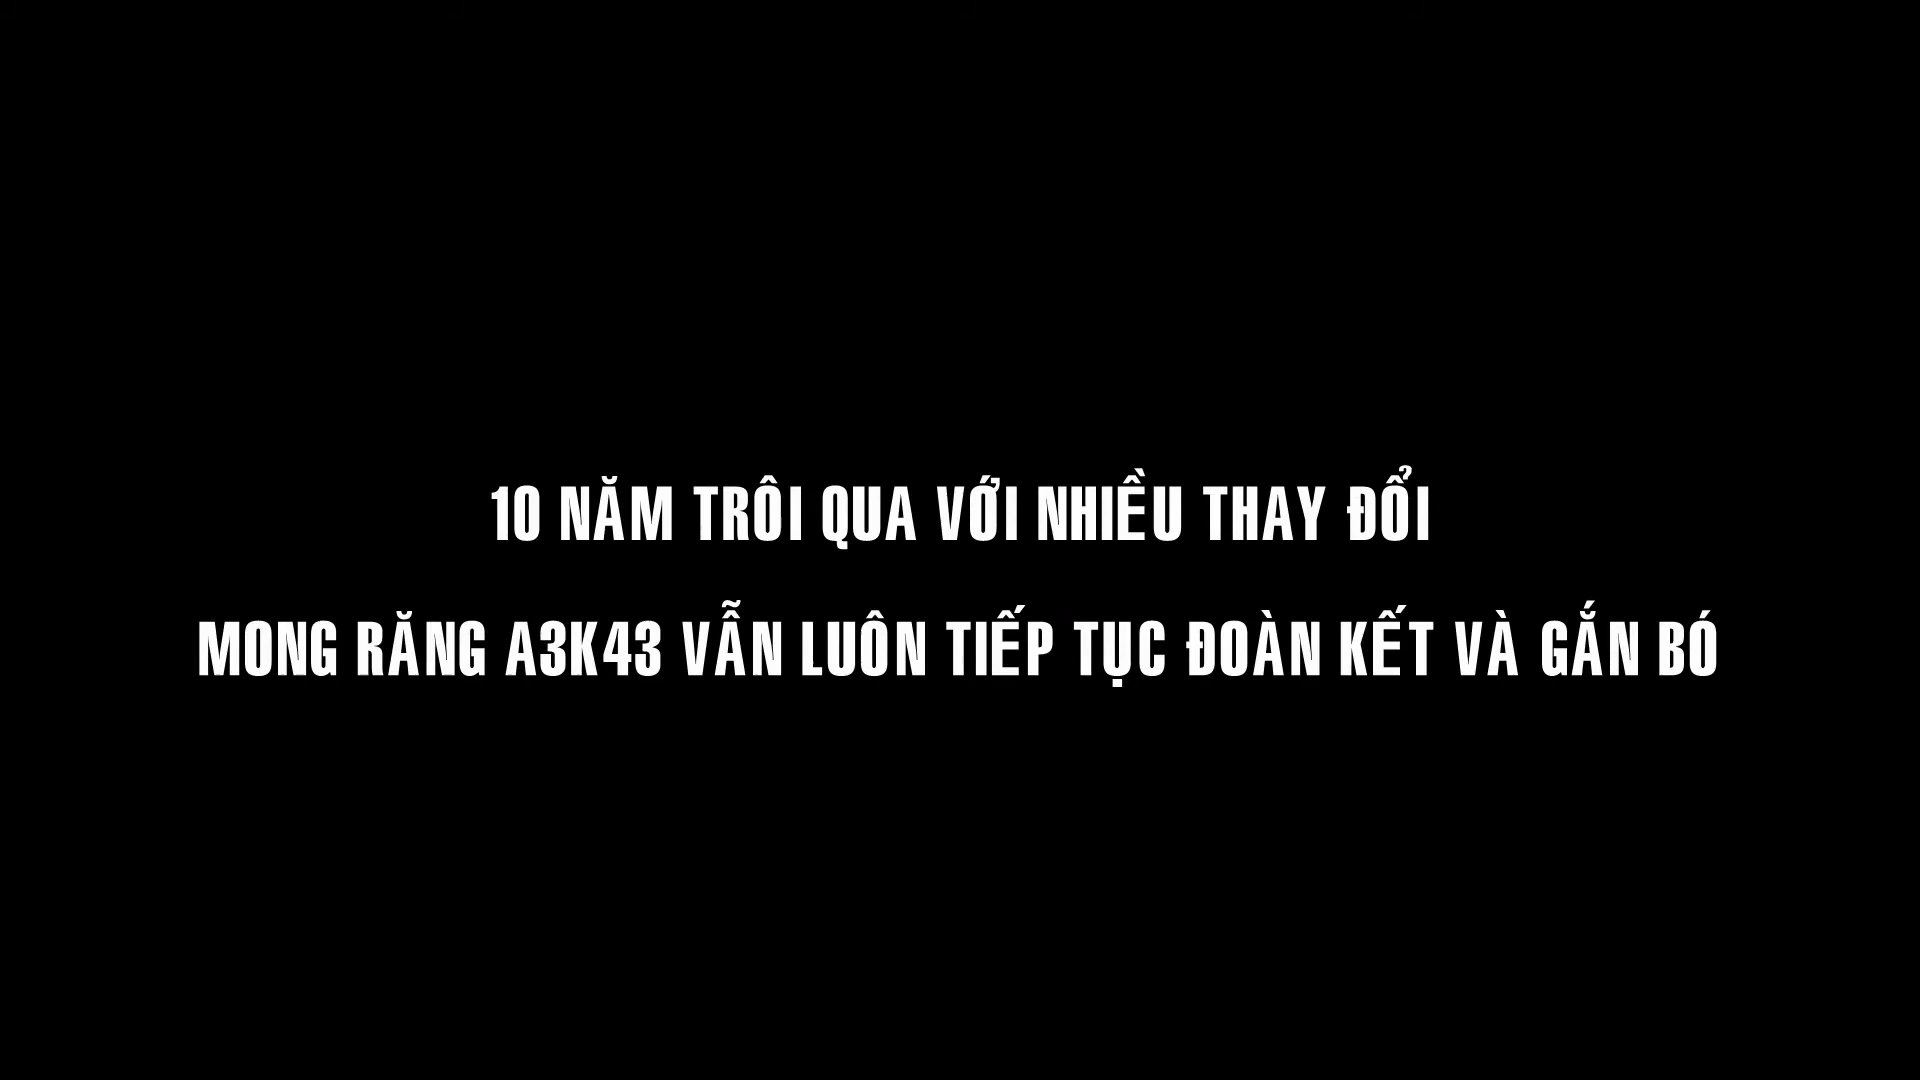 10 NĂM TRÔI QUA VỚI NHIỀU THAY ĐỔI
MONG RĂNG A3K43 VẪN LUÔN TIẾP TỤC ĐOÀN KẾT VÀ GẮN BÓ